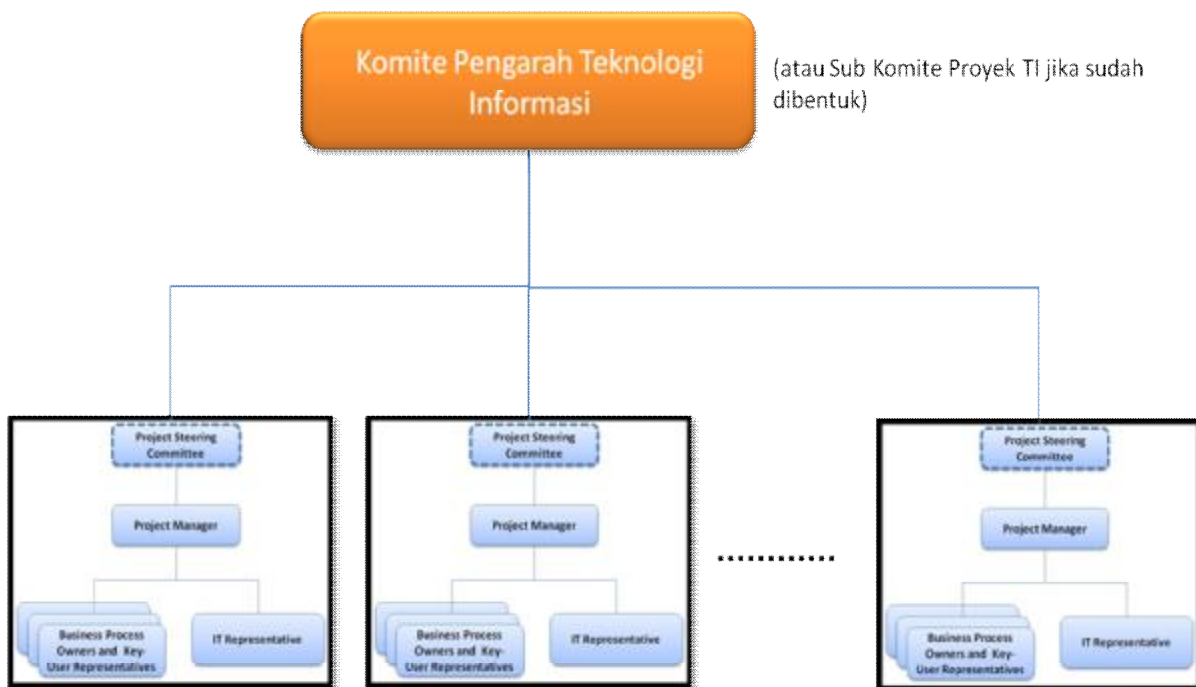 Komite Pengarah Teknologi
Informasi
(atau Sub Komite Proyek TI jika sudah
dibentuk)
Project Steering
Committee
Project Manager
Business Process
Owners and Key-
User Representatives
IT Representative
Project Steering
Committee
Project Manager
Business Process
Owners and Key-
User Representatives
IT Representative
Project Steering
Committee
Project Manager
Business Process
Owners and Key-
User Representatives
IT Representative